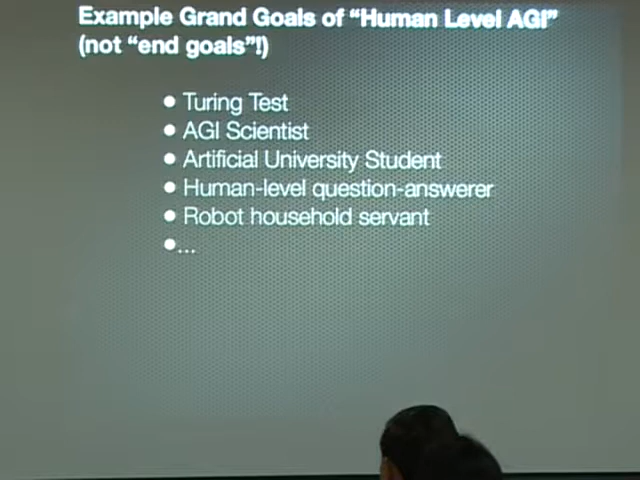 Example Grand Goals of “Human Level AGI”
(not “end goals”!)
● Turing Test
● AGI Scientist
● Artificial University Student
● Human-level question-answerer
● Robot household servant
●...